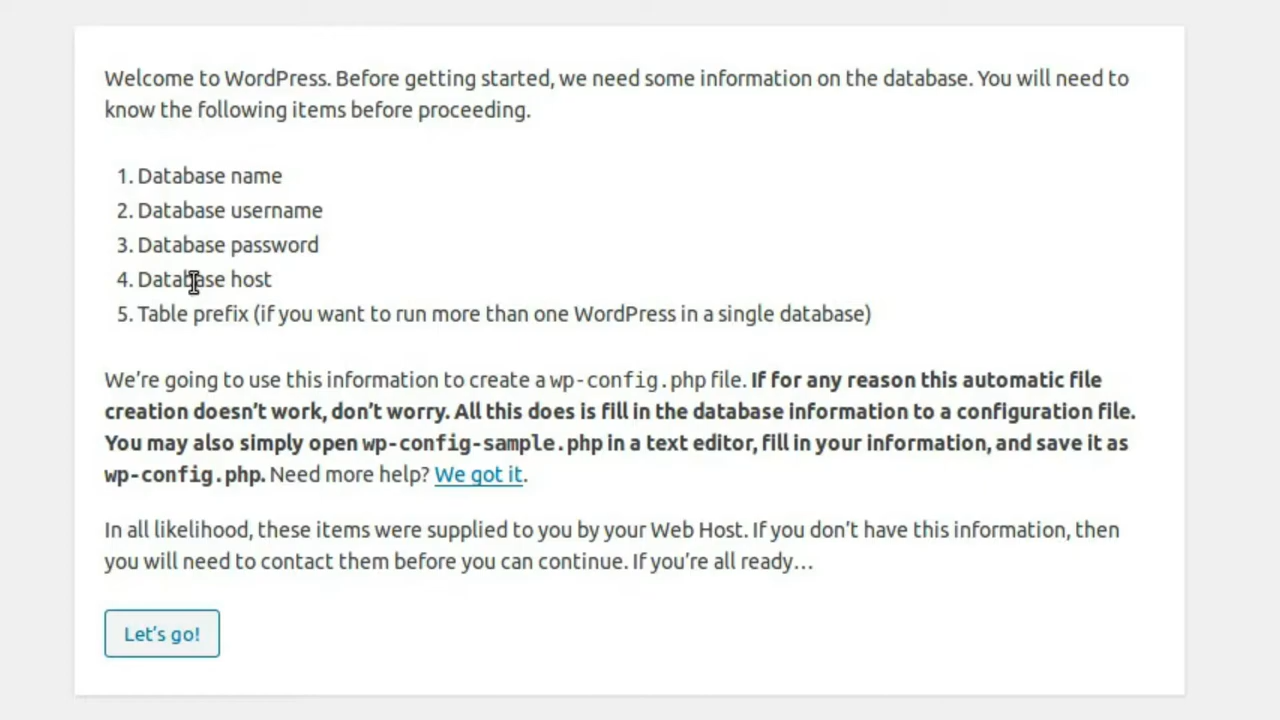 Welcome to WordPress. Before getting started, we need some information on the database. You will need to
know the following items before proceeding.
1. Database name
2. Database username
3. Database password
4. Database host
5. Table prefix (if you want to run more than one WordPress in a single database)
We’re going to use this information to create a wp-config.php file. If for any reason this automatic file
creation doesn’t work, don’t worry. All this does is fill in the database information to a configuration file.
You may also simply open wp-config-sample.php in a text editor, fill in your information, and save it as
wp-config.php. Need more help? We got it.
In all likelihood, these items were supplied to you by your Web Host. If you don’t have this information, then
you will need to contact them before you can continue. If you’re all ready…
Let’s go!